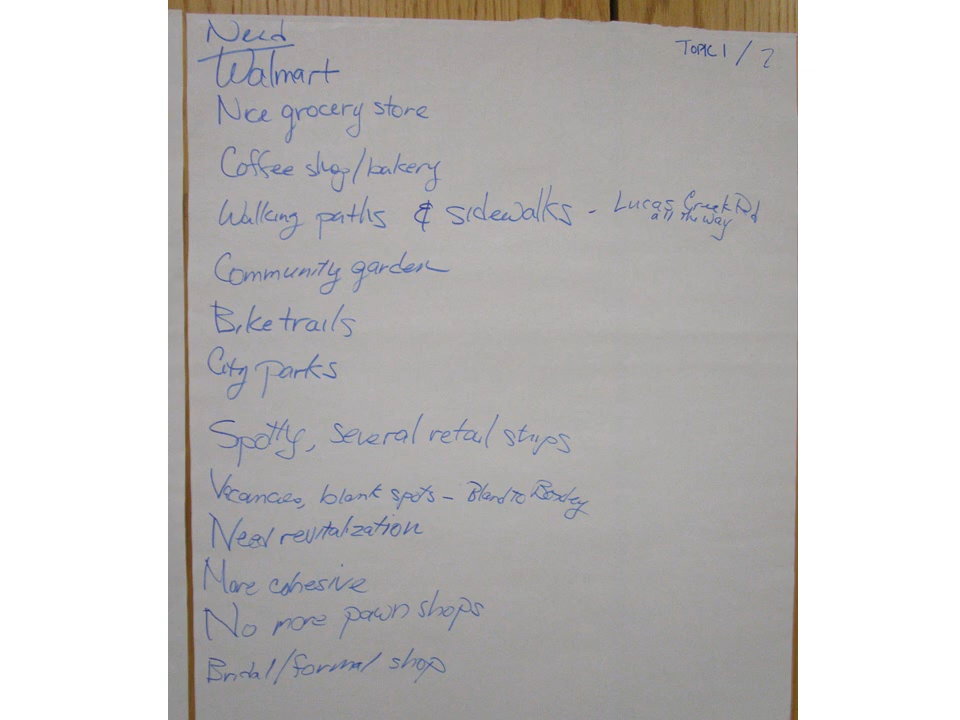 Need
TOPIC 1 / 2
Walmart
Nice grocery store
Coffee shop/bakery
Walking paths & sidewalks - Lucas Creek Rd
all the way
Community garden
Bike trails
City parks
Spotty, several retail strips
Vacancies, blank spots - Bland to Boxley
Need revitalization
More cohesive
No more pawn shops
Bridal/formal shop